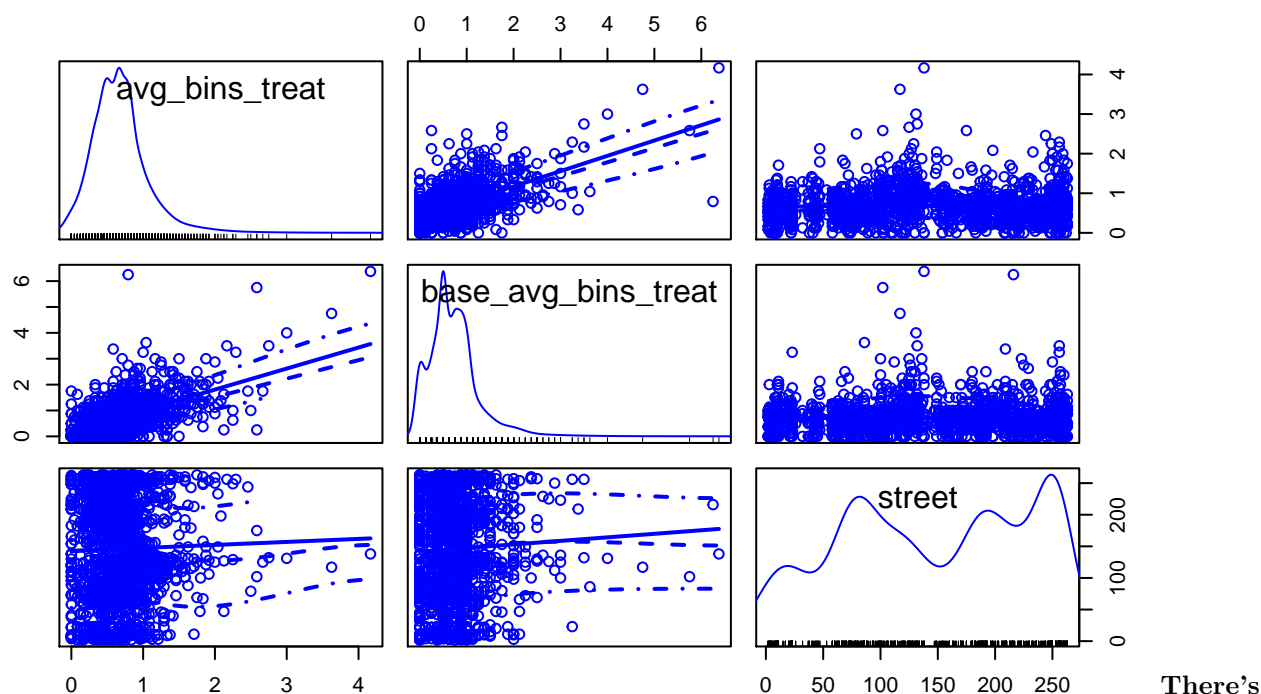 0 1 2 3 4 5 6
avg_bins_treat
0 1 2 3 4
0 2 4 6
base_avg_bins_treat
street
0 100 200
0 1 2 3 4
0 50 100 150 200 250
There's